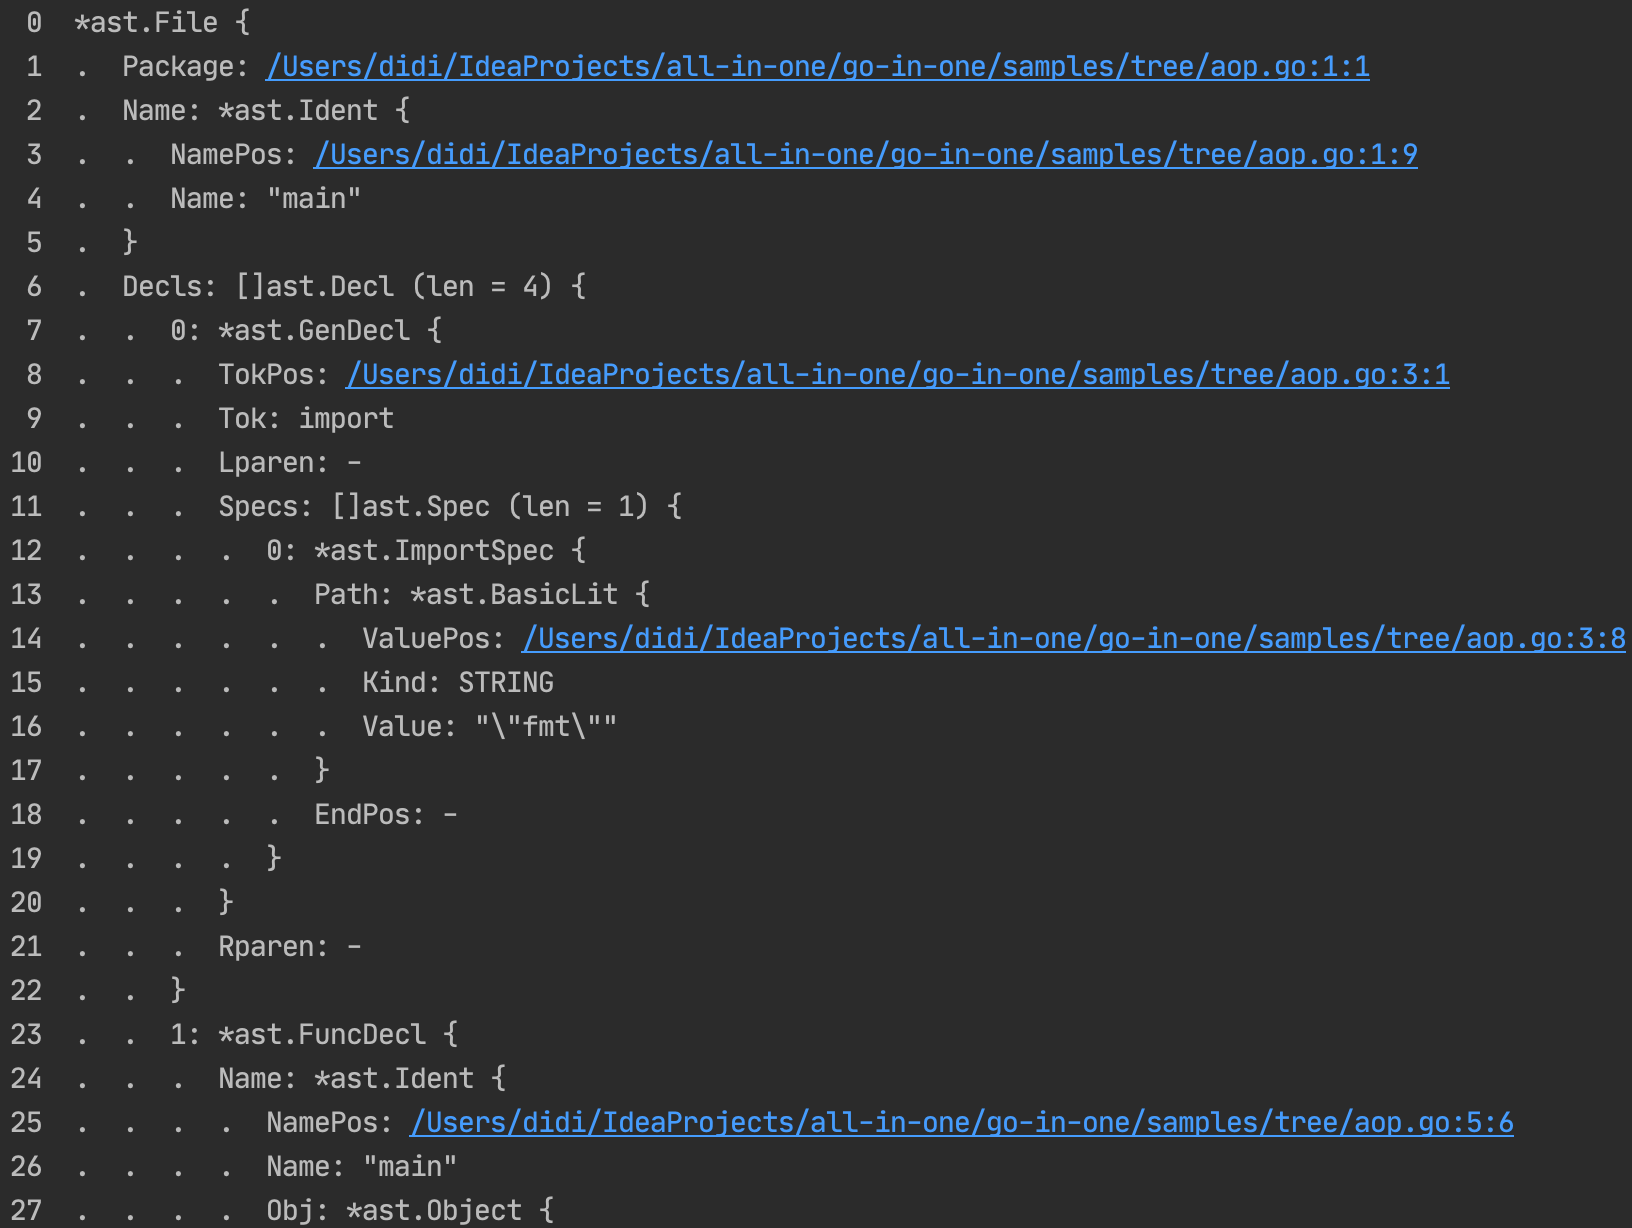 0  *ast.File {
1  .  Package: /Users/didi/IdeaProjects/all-in-one/go-in-one/samples/tree/aop.go:1:1
2  .  Name: *ast.Ident {
3  .  .  NamePos: /Users/didi/IdeaProjects/all-in-one/go-in-one/samples/tree/aop.go:1:9
4  .  .  Name: "main"
5  .  }
6  .  Decls: []ast.Decl (len = 4) {
7  .  .  0: *ast.GenDecl {
8  .  .  .  TokPos: /Users/didi/IdeaProjects/all-in-one/go-in-one/samples/tree/aop.go:3:1
9  .  .  .  Tok: import
10  .  .  .  Lparen: -
11  .  .  .  Specs: []ast.Spec (len = 1) {
12  .  .  .  .  0: *ast.ImportSpec {
13  .  .  .  .  .  Path: *ast.BasicLit {
14  .  .  .  .  .  .  ValuePos: /Users/didi/IdeaProjects/all-in-one/go-in-one/samples/tree/aop.go:3:8
15  .  .  .  .  .  .  Kind: STRING
16  .  .  .  .  .  .  Value: "\"fmt\""
17  .  .  .  .  .  }
18  .  .  .  .  .  EndPos: -
19  .  .  .  .  }
20  .  .  .  }
21  .  .  .  Rparen: -
22  .  .  }
23  .  .  1: *ast.FuncDecl {
24  .  .  .  Name: *ast.Ident {
25  .  .  .  .  NamePos: /Users/didi/IdeaProjects/all-in-one/go-in-one/samples/tree/aop.go:5:6
26  .  .  .  .  Name: "main"
27  .  .  .  .  Obj: *ast.Object {